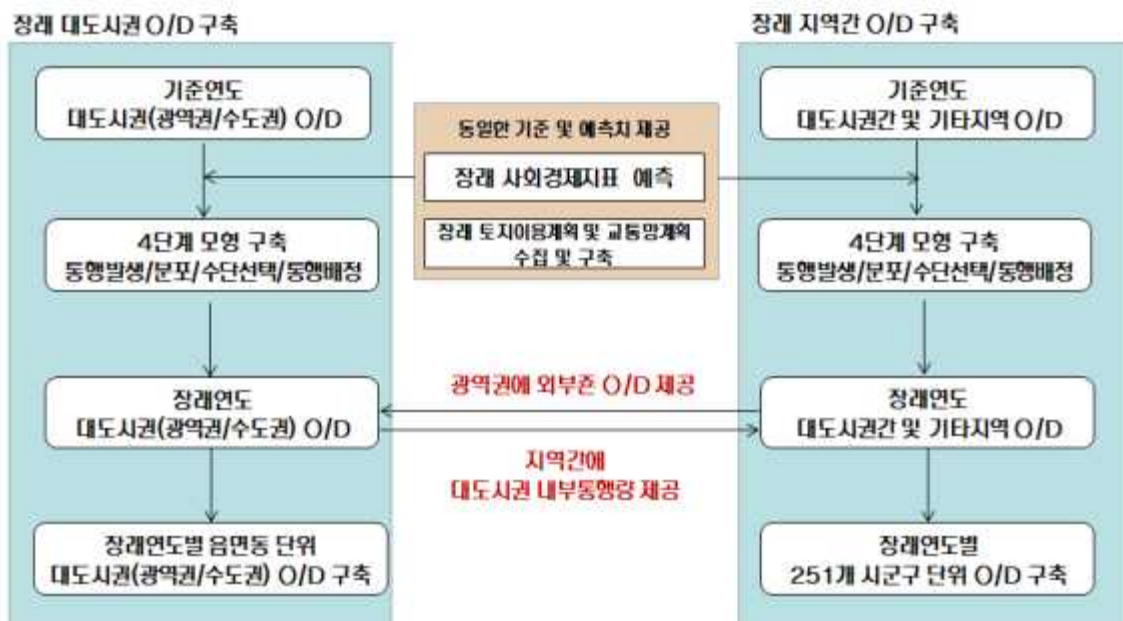 장래 대도시권 O/D 구축
기준연도
대도시권(광역권/수도권) O/D
4단계 모형 구축
통행발생/분포/수단선택/통행배정
장래연도
대도시권(광역권/수도권) O/D
장래연도별 읍면동 단위
대도시권(광역권/수도권) O/D 구축
동일한 기준 및 예측치 제공
장래 사회경제지표 예측
장래 토지이용계획 및 교통망계획
수집 및 구축
광역권에 외부죤 O/D 제공
지역간에
대도시권 내부통행량 제공
장래 지역간 O/D 구축
기준연도
대도시권간 및 기타지역 O/D
4단계 모형 구축
통행발생/분포/수단선택/통행배정
장래연도
대도시권간 및 기타지역 O/D
장래연도별
251개 시군구 단위 O/D 구축